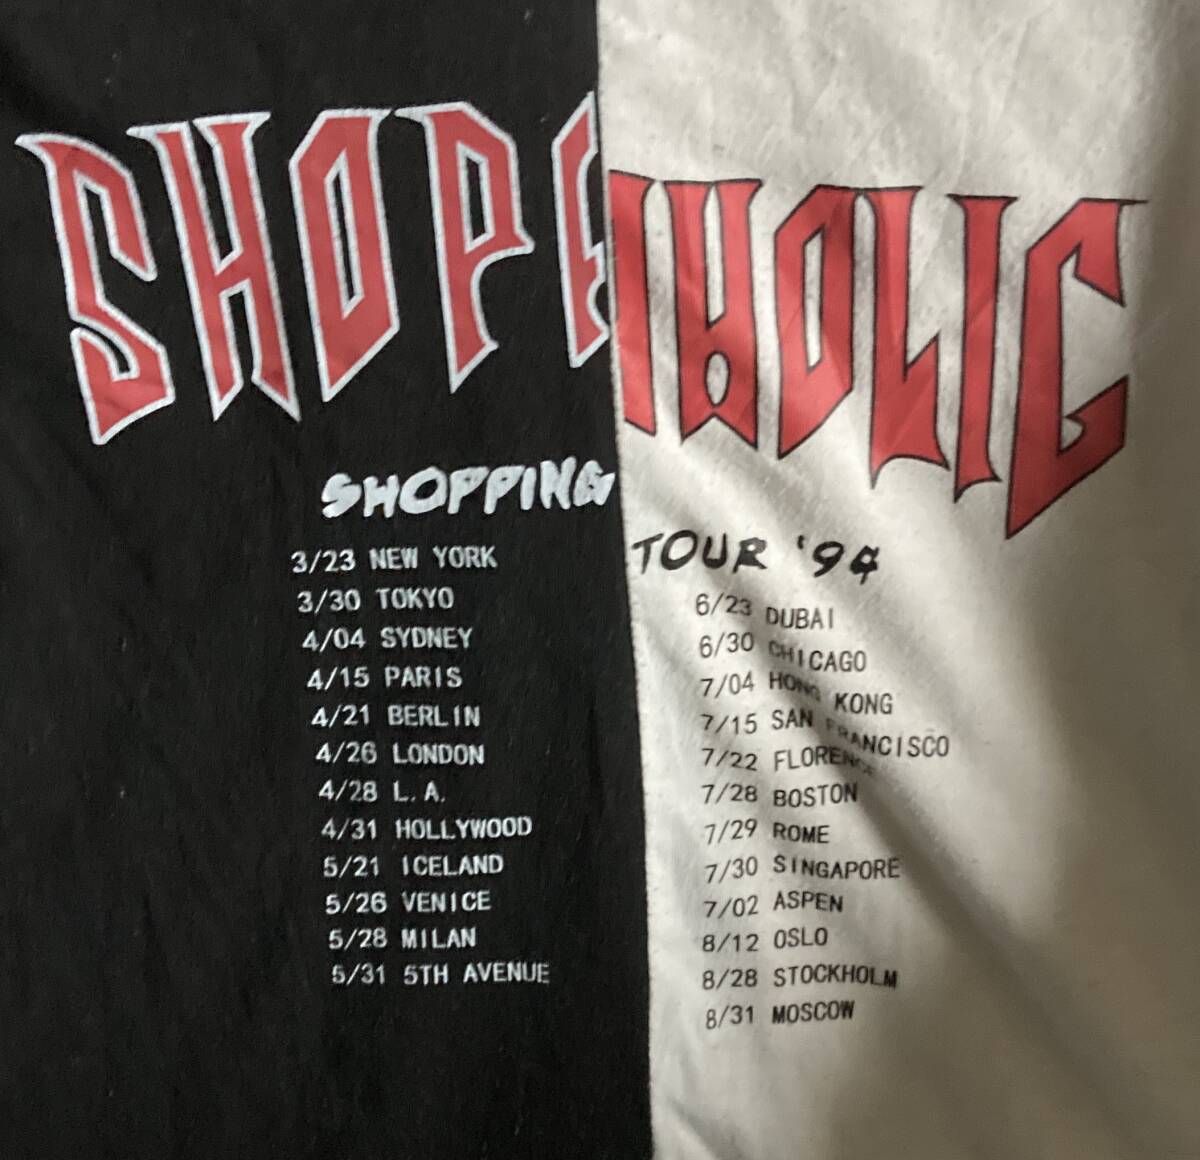 SHOPAHOLIC
SHOPPING TOUR '94
3/23 NEW YORK
3/30 TOKYO
4/04 SYDNEY
4/15 PARIS
4/21 BERLIN
4/26 LONDON
4/28 L.A.
4/31 HOLLYWOOD
5/21 ICELAND
5/26 VENICE
5/28 MILAN
5/31 5TH AVENUE
6/23 DUBAI
6/30 CHICAGO
7/04 HONG KONG
7/15 SAN FRANCISCO
7/22 FLORENCE
7/28 BOSTON
7/29 ROME
7/30 SINGAPORE
7/02 ASPEN
8/12 OSLO
8/28 STOCKHOLM
8/31 MOSCOW